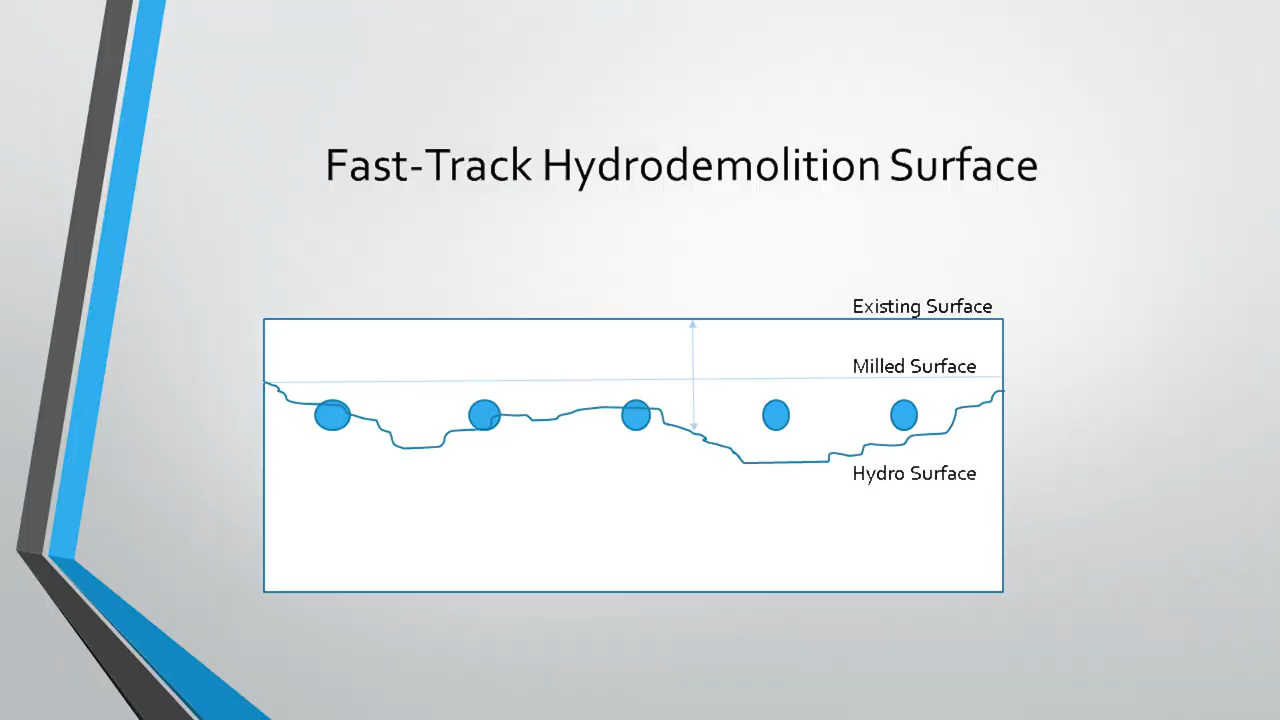 Fast-Track Hydrodemolition Surface
Existing Surface
Milled Surface
Hydro Surface